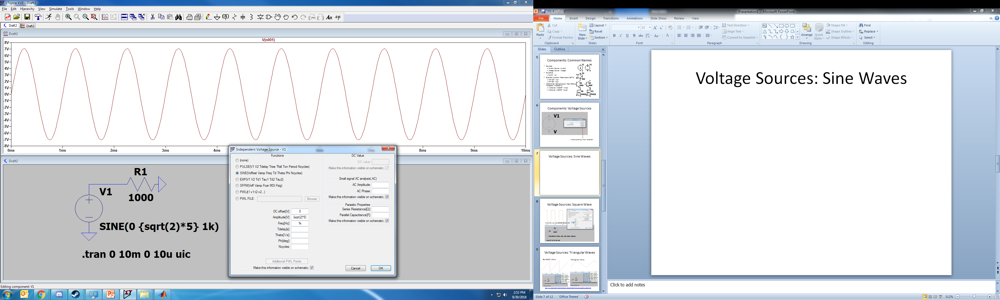 LTspice XVII - Draft2
File Edit Hierarchy View Simulate Tools Window Help
Draft2 Draft2
Draft2
V(n001)
8V
7V
6V
5V
4V
3V
2V
1V
0V
-1V
-2V
-3V
-4V
-5V
-6V
-7V
-8V
0ms 1ms 2ms 3ms 4ms 8ms 9ms 10ms
Draft2
R1
1000
V1
SINE(0 {sqrt(2)*5} 1k)
.tran 0 10m 0 10u uic
Independent Voltage Source - V1
Functions
(none)
PULSE(V1 V2 Tdelay Trise Tfall Ton Period Ncycles)
SINE(Voffset Vamp Freq Td Theta Phi Ncycles)
EXP(V1 V2 Td1 Tau1 Td2 Tau2)
SFFM(Voff Vamp Fcar MDI Fsig)
PWL(t1 v1 t2 v2...)
PWL FILE: Browse
DC offset[V]: 0
Amplitude[V]: {sqrt(2)*5}
Freq[Hz]: 1k
Tdelay[s]:
Theta[1/s]:
Phi[deg]:
Ncycles:
Additional PWL Points
Make this information visible on schematic:
DC Value
DC value:
Make this information visible on schematic:
Small signal AC analysis(.AC)
AC Amplitude:
AC Phase:
Make this information visible on schematic:
Parasitic Properties
Series Resistance[Ω]:
Parallel Capacitance[F]:
Make this information visible on schematic:
Cancel OK
Editing component: V1
2:52 PM
9/30/2018
Presentation1 - Microsoft PowerPoint
File Home Insert Design Transitions Animations Slide Show Review View
Paste
Cut
Copy
Format Painter
Clipboard
New Slide
Layout
Reset
Section
Slides
18
Font
Text Direction
Align Text
Convert to SmartArt
Paragraph
Arrange
Quick Styles
Shape Fill
Shape Outline
Shape Effects
Drawing
Find
Replace
Select
Editing
Slides Outline
5
Components: Common Names
6
Components: Voltage Sources
V1
V
7
Voltage Sources: Sine Waves
8
Voltage Sources: Square Wave
9
Voltage Sources: Triangular Waves
Sawtooth Wave Triangular Wave
Voltage Sources: Sine Waves
Click to add notes
Slide 7 of 12 "Office Theme" 112%